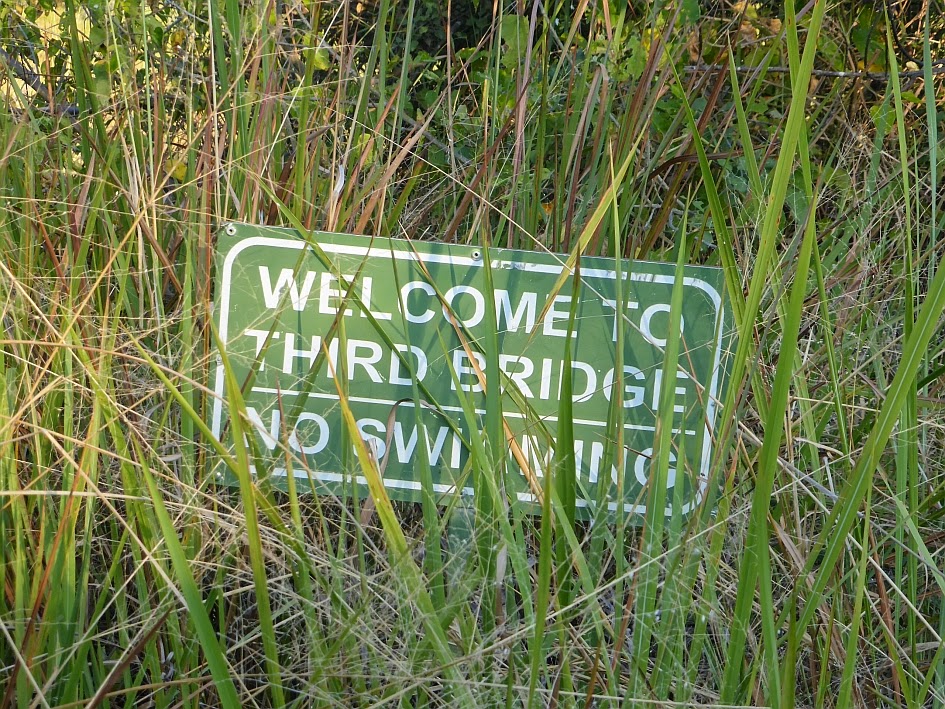 WELCOME TO
THIRD BRIDGE
NO SWIMMING